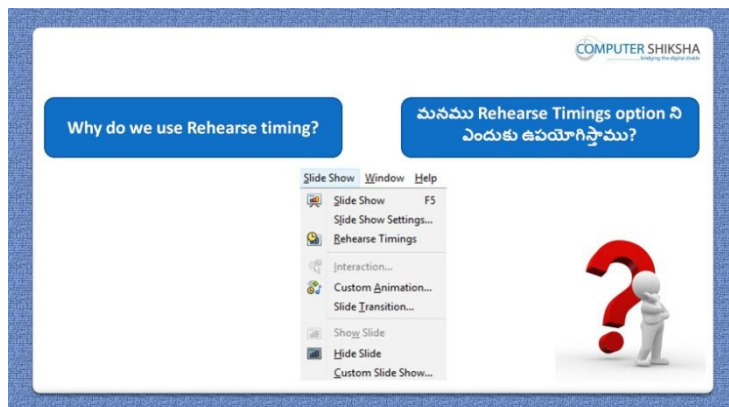 COMPUTER SHIKSHA
bridging the digital divide
Why do we use Rehearse timing?
మనము Rehearse Timings option ని
ఎందుకు ఉపయోగిస్తాము?
Slide Show Window Help
Slide Show F5
Slide Show Settings...
Rehearse Timings
Interaction...
Custom Animation...
Slide Transition...
Show Slide
Hide Slide
Custom Slide Show...